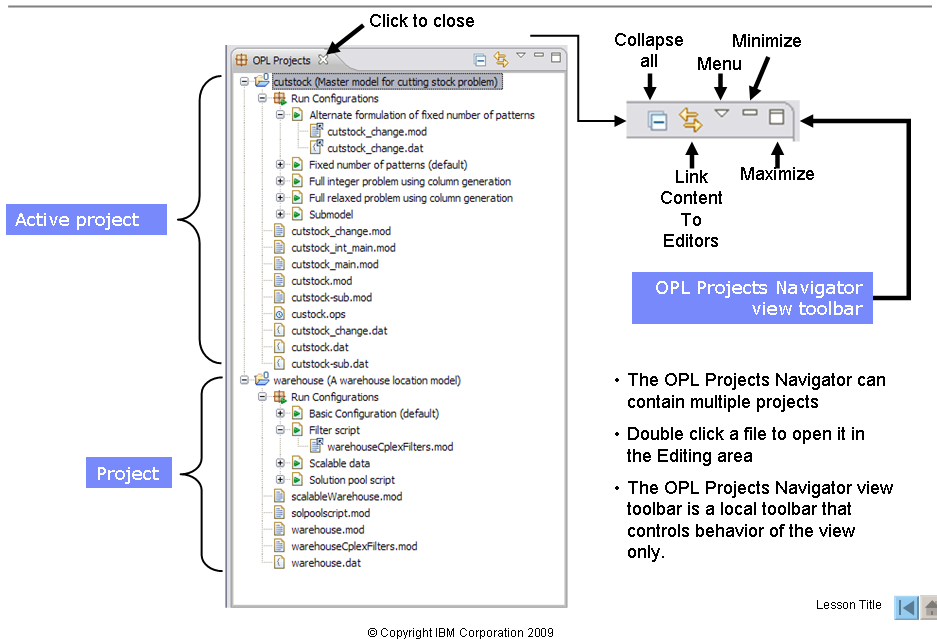 Click to close
OPL Projects
cutstock (Master model for cutting stock problem)
Run Configurations
Alternate formulation of fixed number of patterns
cutstock_change.mod
cutstock_change.dat
Fixed number of patterns (default)
Full integer problem using column generation
Full relaxed problem using column generation
Submodel
cutstock_change.mod
cutstock_int_main.mod
cutstock_main.mod
cutstock.mod
cutstock-sub.mod
custock.ops
cutstock_change.dat
cutstock.dat
cutstock-sub.dat
warehouse (A warehouse location model)
Run Configurations
Basic Configuration (default)
Filter script
warehouseCplexFilters.mod
Scalable data
Solution pool script
scalableWarehouse.mod
solpoolscript.mod
warehouse.mod
warehouseCplexFilters.mod
warehouse.dat
Active project
Project
Collapse
all
Menu
Minimize
Link
Content
To
Editors
Maximize
OPL Projects Navigator
view toolbar
• The OPL Projects Navigator can
contain multiple projects
• Double click a file to open it in
the Editing area
• The OPL Projects Navigator view
toolbar is a local toolbar that
controls behavior of the view
only.
Lesson Title
© Copyright IBM Corporation 2009